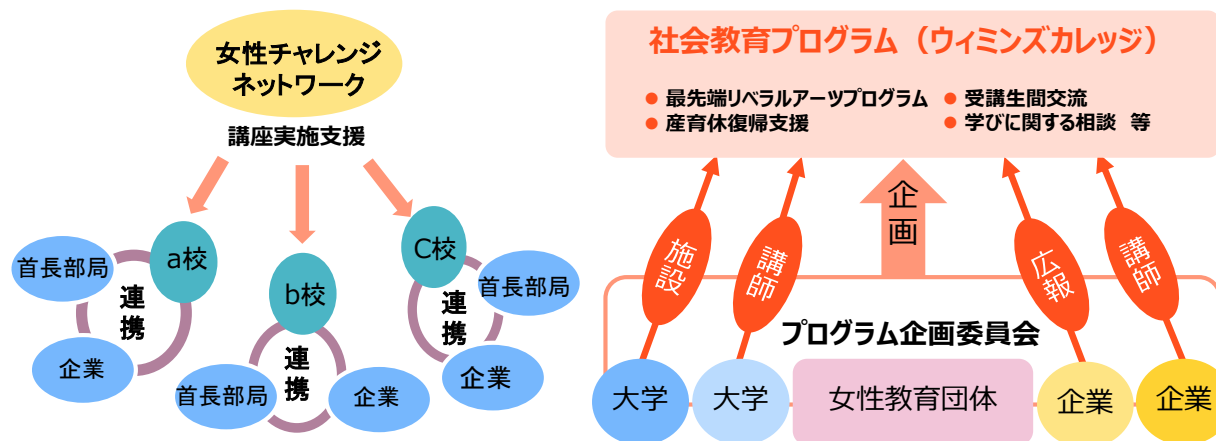 女性チャレンジ
ネットワーク
講座実施支援
a校
首長部局
連携
企業
b校
連携
首長部局
企業
C校
首長部局
連携
企業
社会教育プログラム（ウィミンズカレッジ）
● 最先端リベラルアーツプログラム
● 産育休復帰支援
● 受講生間交流
● 学びに関する相談 等
企画
施設
講師
広報
講師
プログラム企画委員会
大学
大学
女性教育団体
企業
企業